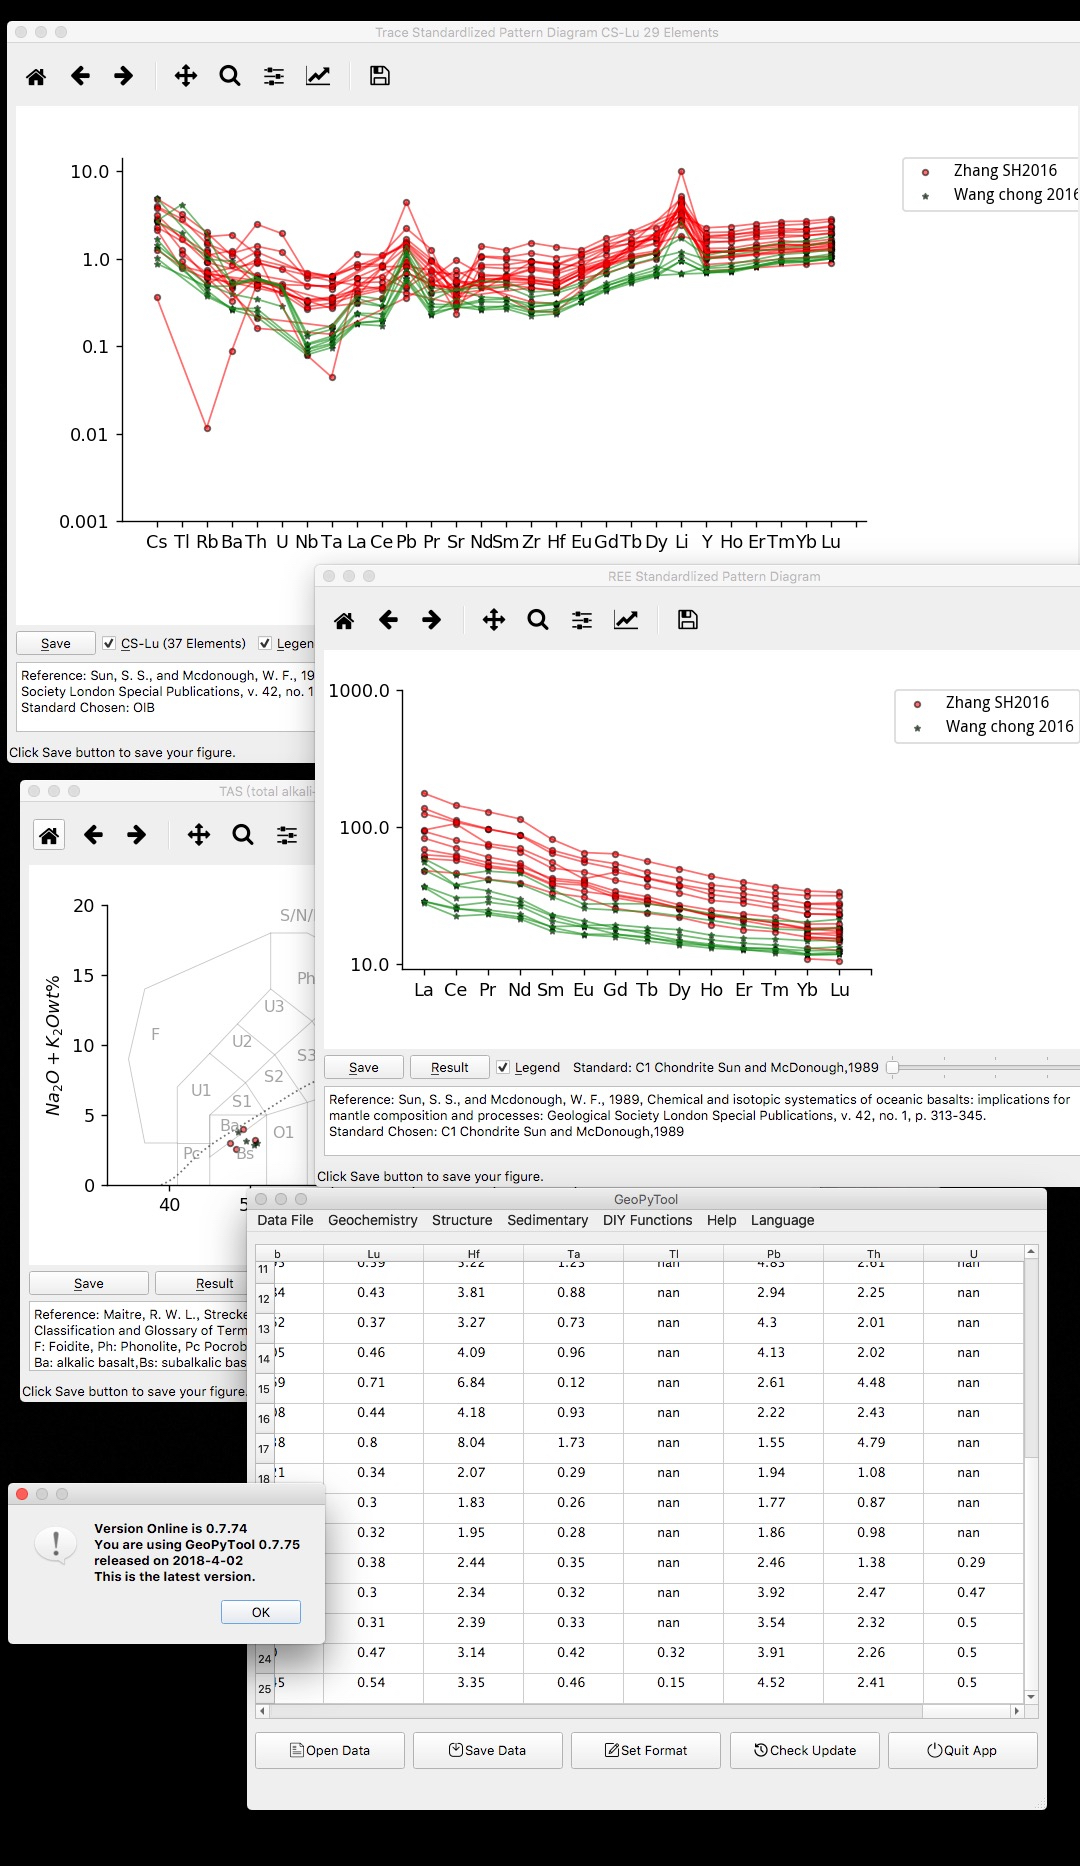 Trace Standardlized Pattern Diagram CS-Lu 29 Elements
10.0
1.0
0.1
0.01
0.001
Zhang SH2016
Wang chong 2016
Cs Tl Rb Ba Th U Nb Ta La Ce Pb Pr Sr Nd Sm Zr Hf Eu Gd Tb Dy Li Y Ho Er Tm Yb Lu
Save CS-Lu (37 Elements) Legen
Reference: Sun, S. S., and Mcdonough, W. F., 19
Society London Special Publications, v. 42, no. 1
Standard Chosen: OIB
Click Save button to save your figure.
REE Standardlized Pattern Diagram
1000.0
100.0
10.0
Zhang SH2016
Wang chong 2016
La Ce Pr Nd Sm Eu Gd Tb Dy Ho Er Tm Yb Lu
Save Result Legend Standard: C1 Chondrite Sun and McDonough,1989
Reference: Sun, S. S., and Mcdonough, W. F., 1989, Chemical and isotopic systematics of oceanic basalts: implications for
mantle composition and processes: Geological Society London Special Publications, v. 42, no. 1, p. 313-345.
Standard Chosen: C1 Chondrite Sun and McDonough,1989
Click Save button to save your figure.
TAS (total alkali-
Na₂O + K₂Owt%
20
15
10
5
0
40 5
S/N/
Ph
U3
F
U2
S3
S2
U1
S1
Ba
O1
Pc
Bs
Save Result
Reference: Maitre, R. W. L., Strecke
Classification and Glossary of Term
F: Foidite, Ph: Phonolite, Pc Pocrob
Ba: alkalic basalt,Bs: subalkalic bas
Click Save button to save your figure.
GeoPyTool
Data File Geochemistry Structure Sedimentary DIY Functions Help Language
b Lu Hf Ta Tl Pb Th U
11 0.59 3.22 1.23 nan 4.83 2.61 nan
12 34 0.43 3.81 0.88 nan 2.94 2.25 nan
13 52 0.37 3.27 0.73 nan 4.3 2.01 nan
14 05 0.46 4.09 0.96 nan 4.13 2.02 nan
15 59 0.71 6.84 0.12 nan 2.61 4.48 nan
16 08 0.44 4.18 0.93 nan 2.22 2.43 nan
17 38 0.8 8.04 1.73 nan 1.55 4.79 nan
18 21 0.34 2.07 0.29 nan 1.94 1.08 nan
0.3 1.83 0.26 nan 1.77 0.87 nan
0.32 1.95 0.28 nan 1.86 0.98 nan
0.38 2.44 0.35 nan 2.46 1.38 0.29
0.3 2.34 0.32 nan 3.92 2.47 0.47
0.31 2.39 0.33 nan 3.54 2.32 0.5
24 0.47 3.14 0.42 0.32 3.91 2.26 0.5
25 45 0.54 3.35 0.46 0.15 4.52 2.41 0.5
Open Data Save Data Set Format Check Update Quit App
Version Online is 0.7.74
You are using GeoPyTool 0.7.75
released on 2018-4-02
This is the latest version.
OK